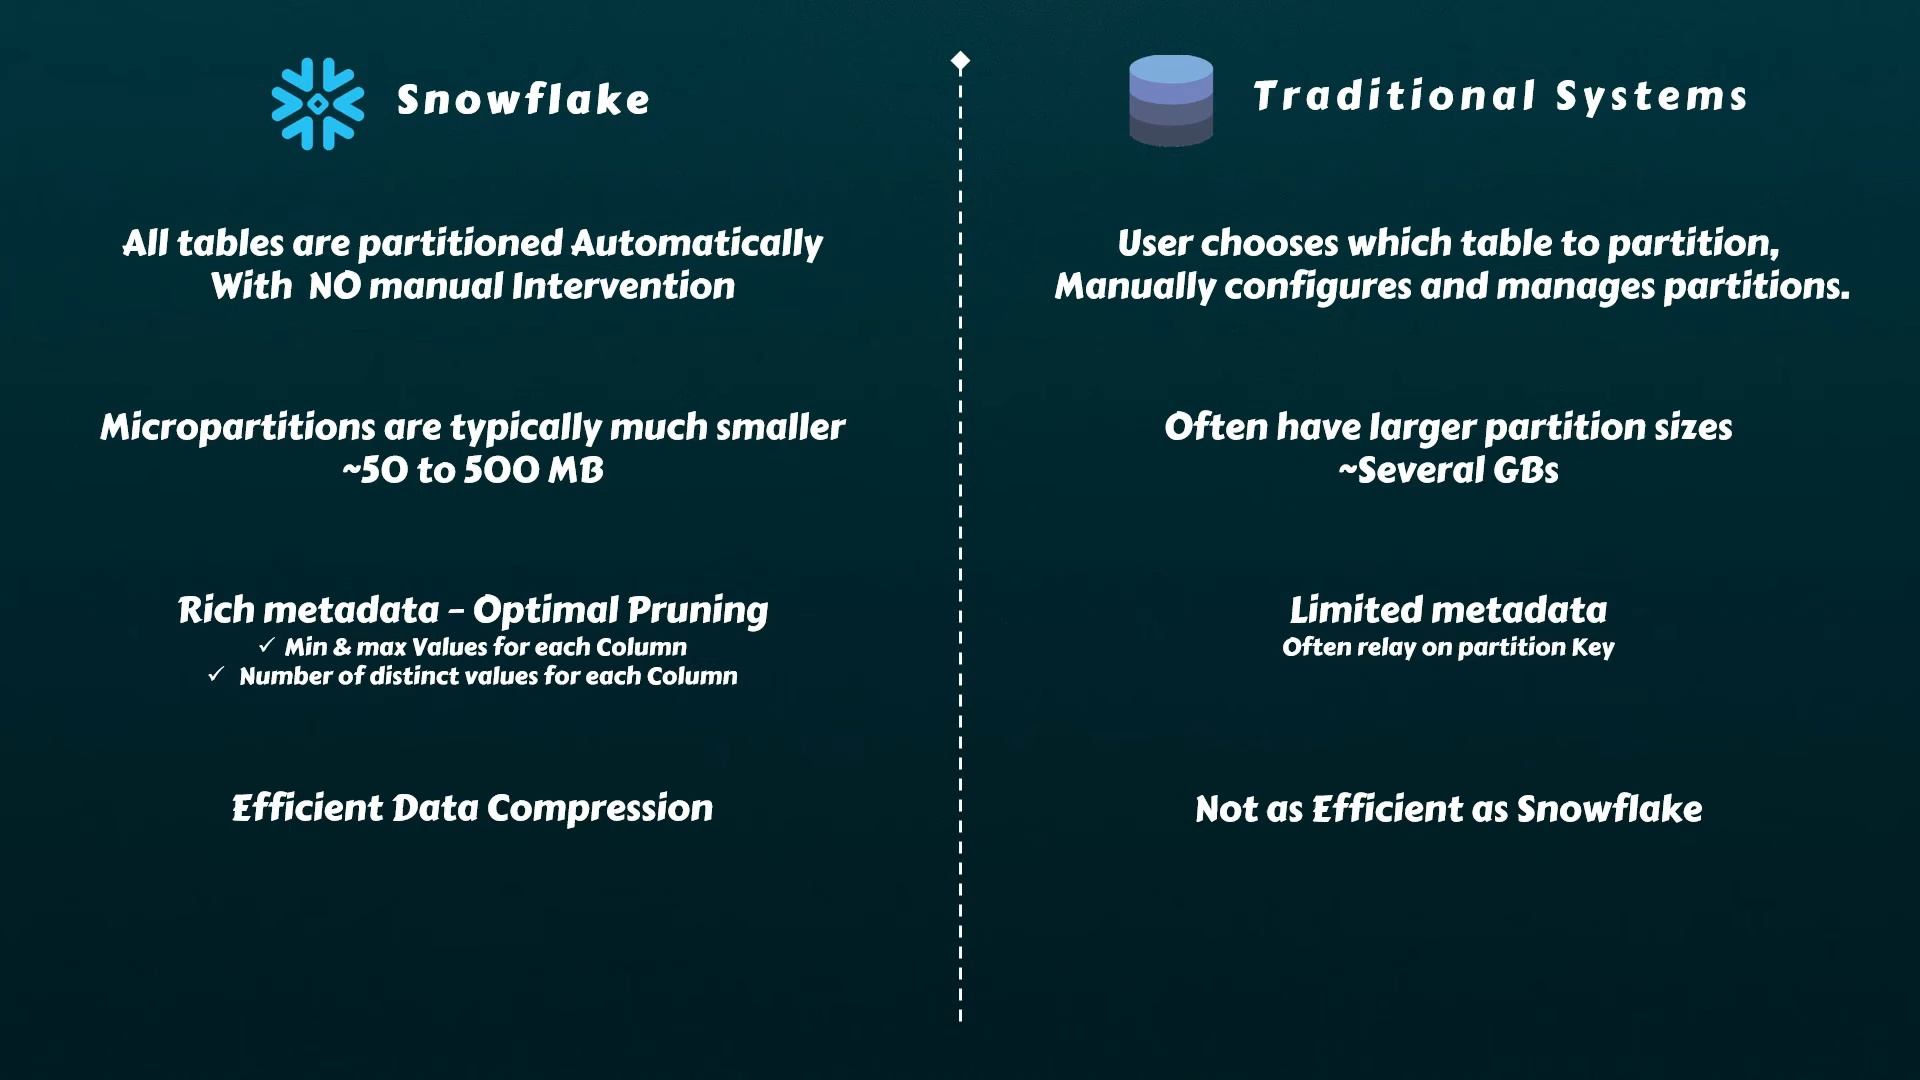 Snowflake
All tables are partitioned Automatically
With NO manual Intervention
Micropartitions are typically much smaller
~50 to 500 MB
Rich metadata – Optimal Pruning
✓ Min & max Values for each Column
✓ Number of distinct values for each Column
Efficient Data Compression
Traditional Systems
User chooses which table to partition,
Manually configures and manages partitions.
Often have larger partition sizes
~Several GBs
Limited metadata
Often relay on partition Key
Not as Efficient as Snowflake